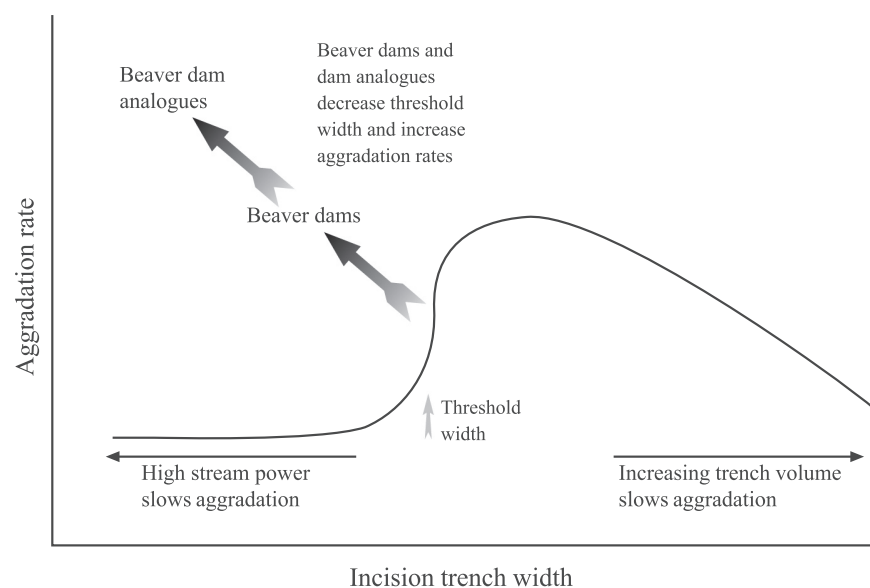 Beaver dam
analogues
Beaver dams and
dam analogues
decrease threshold
width and increase
aggradation rates
Beaver dams
Aggradation rate
Threshold
width
High stream power
slows aggradation
Increasing trench volume
slows aggradation
Incision trench width